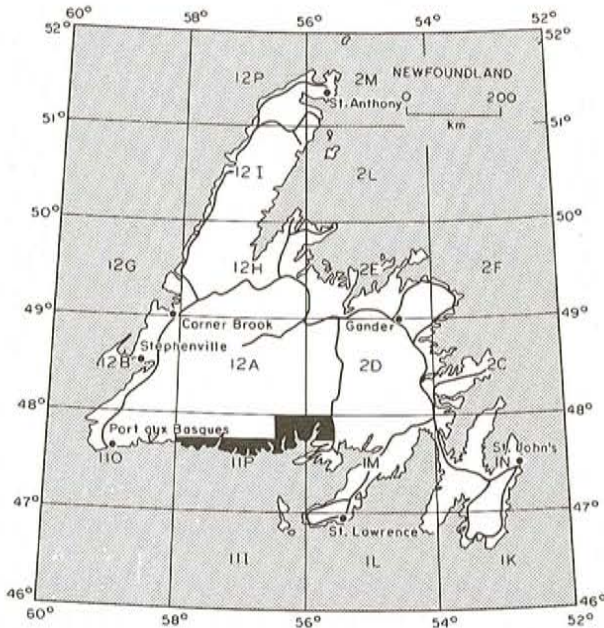 60° 58° 56° 54° 52°
52° 52°
12P 2M NEWFOUNDLAND
St. Anthony 0 200
km
51° 51°
12I 2L
50° 50°
12G 12H 2E 2F
49° 49°
Corner Brook Gander
Stephenville
12B 12A 2D 2C
48° 48°
Port aux Basques St. John's
11O 11P 1M 1N
47° 47°
St. Lawrence
11I 1L 1K
46° 46°
60° 58° 56° 54° 52°